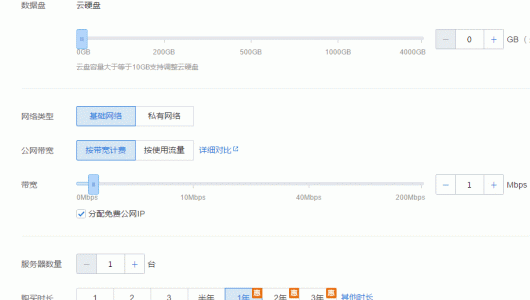 数据盘 云硬盘
− 0 + GB（
0GB 200GB 500GB 1000GB 4000GB
云盘容量大于等于10GB支持调整云硬盘
网络类型 基础网络 私有网络
公网带宽 按带宽计费 按使用流量 详细对比
带宽 − 1 + Mbps
0Mbps 10Mbps 40Mbps 200Mbps
分配免费公网IP
服务器数量 − 1 + 台
购买时长 1 2 3 半年 1年 惠 2年 惠 3年 惠 其他时长